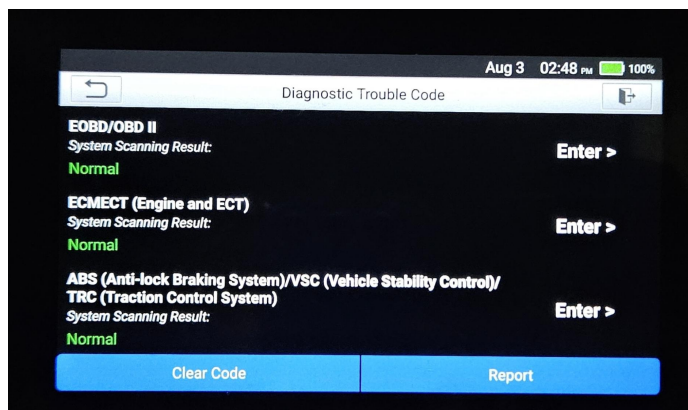 Aug 3 02:48 PM 100%
Diagnostic Trouble Code
EOBD/OBD II
System Scanning Result:
Enter >
Normal
ECMECT (Engine and ECT)
System Scanning Result:
Enter >
Normal
ABS (Anti-lock Braking System)/VSC (Vehicle Stability Control)/
TRC (Traction Control System)
System Scanning Result:
Enter >
Normal
Clear Code
Report